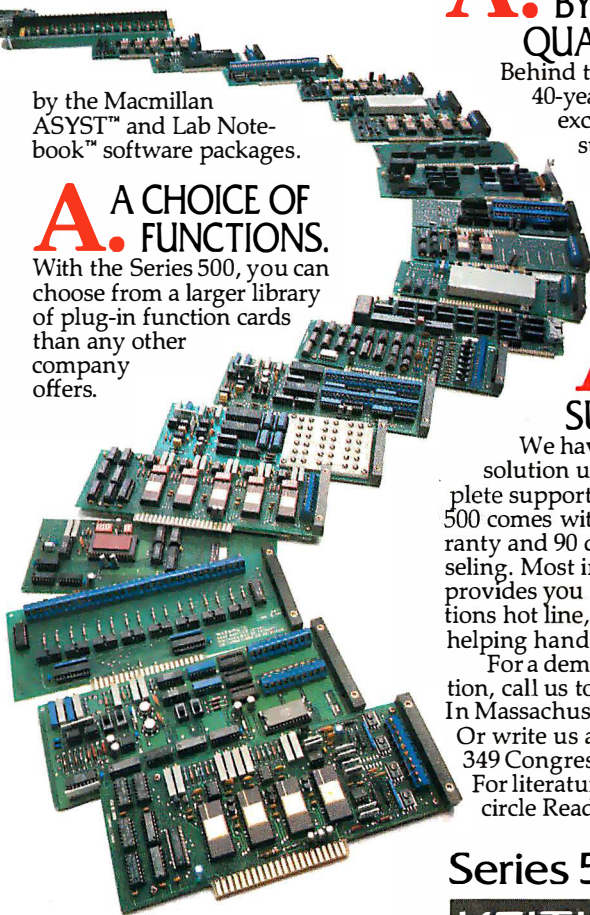 by the Macmillan
ASYST™ and Lab Note-
book™ software packages.
A. A CHOICE OF
FUNCTIONS.
With the Series 500, you can
choose from a larger library
of plug-in function cards
than any other
company
offers.
A. BY
QUA
Behind t
40-yea
exc
su
SU
We hav
solution u
plete support
500 comes wit
ranty and 90 d
seling. Most i
provides you
tions hot line,
helping hand
For a dem
tion, call us to
In Massachus
Or write us a
349 Congres
For literatu
circle Read
Series 5